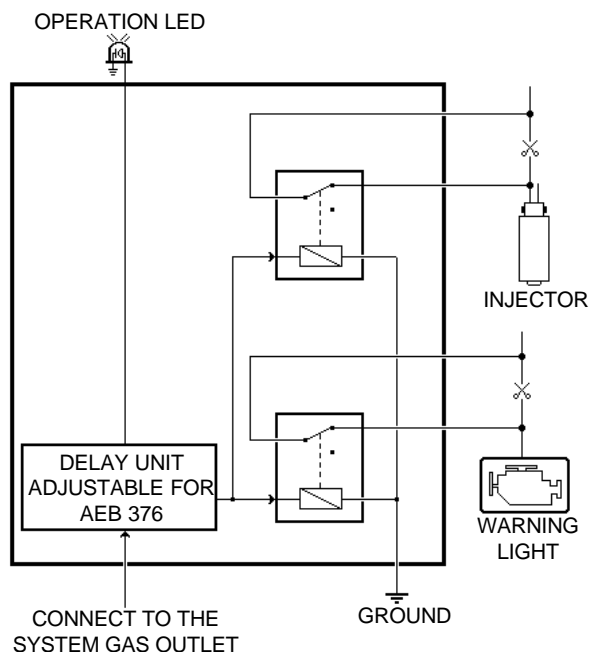 OPERATION LED
INJECTOR
DELAY UNIT
ADJUSTABLE FOR
AEB 376
WARNING
LIGHT
CONNECT TO THE
SYSTEM GAS OUTLET
GROUND